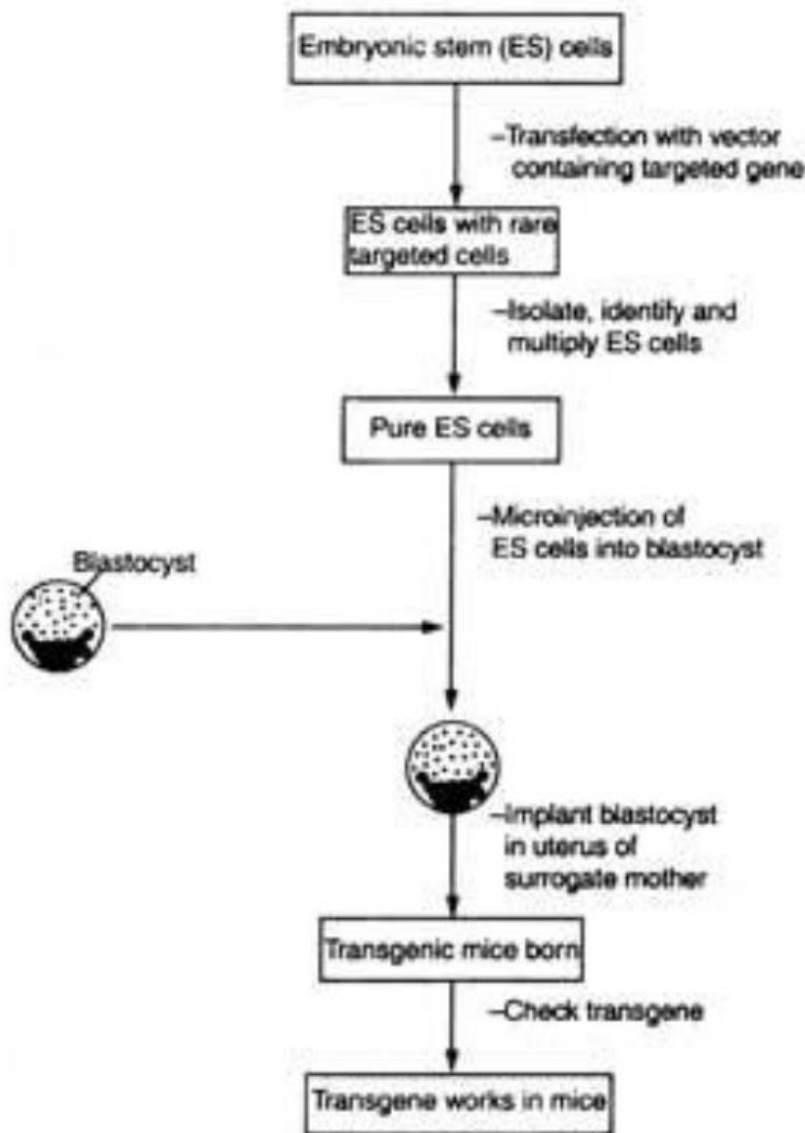 Embryonic stem (ES) cells
–Transfection with vector
containing targeted gene
ES cells with rare
targeted cells
–Isolate, identify and
multiply ES cells
Pure ES cells
–Microinjection of
ES cells into blastocyst
Blastocyst
–Implant blastocyst
in uterus of
surrogate mother
Transgenic mice born
–Check transgene
Transgene works in mice